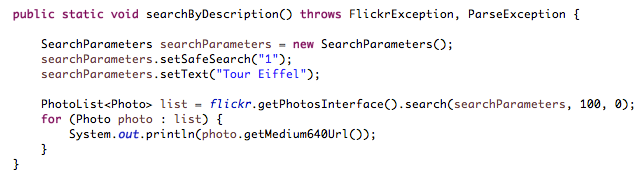 public static void searchByDescription() throws FlickrException, ParseException {
SearchParameters searchParameters = new SearchParameters();
searchParameters.setSafeSearch("1");
searchParameters.setText("Tour Eiffel");
PhotoList<Photo> list = flickr.getPhotosInterface().search(searchParameters, 100, 0);
for (Photo photo : list) {
System.out.println(photo.getMedium640Url());
}
}